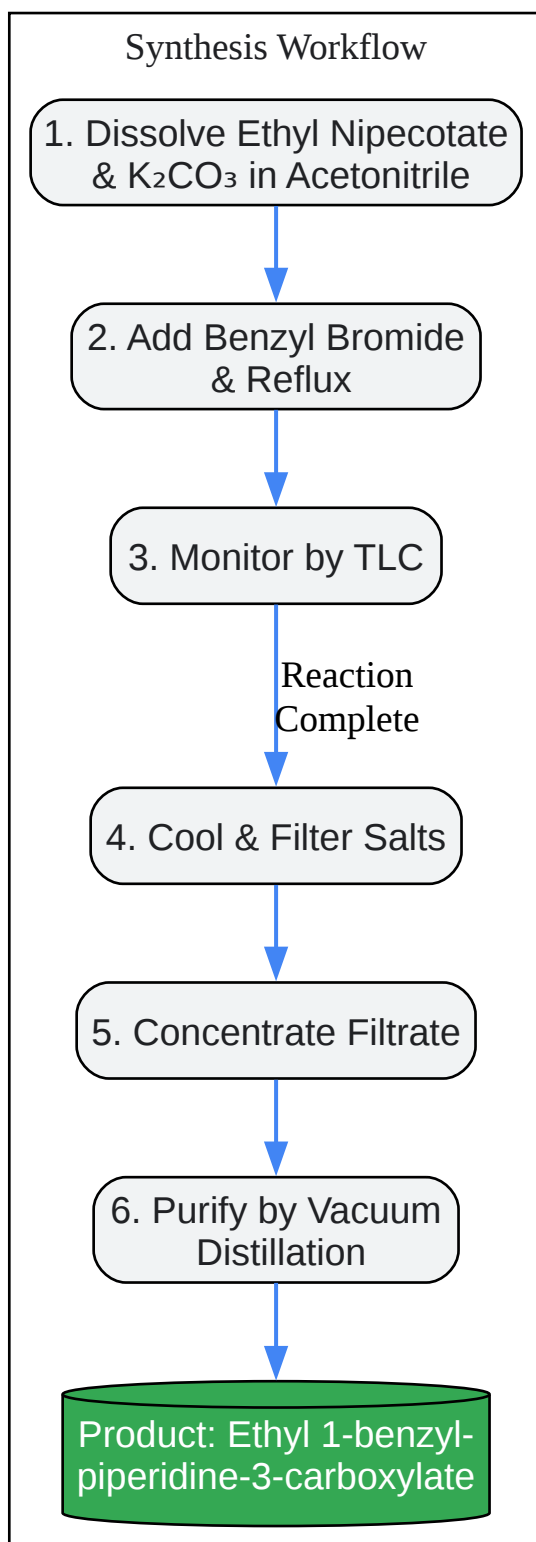 Synthesis Workflow
1. Dissolve Ethyl Nipecotate
& K₂CO₃ in Acetonitrile
2. Add Benzyl Bromide
& Reflux
3. Monitor by TLC
Reaction
Complete
4. Cool & Filter Salts
5. Concentrate Filtrate
6. Purify by Vacuum
Distillation
Product: Ethyl 1-benzyl-
piperidine-3-carboxylate